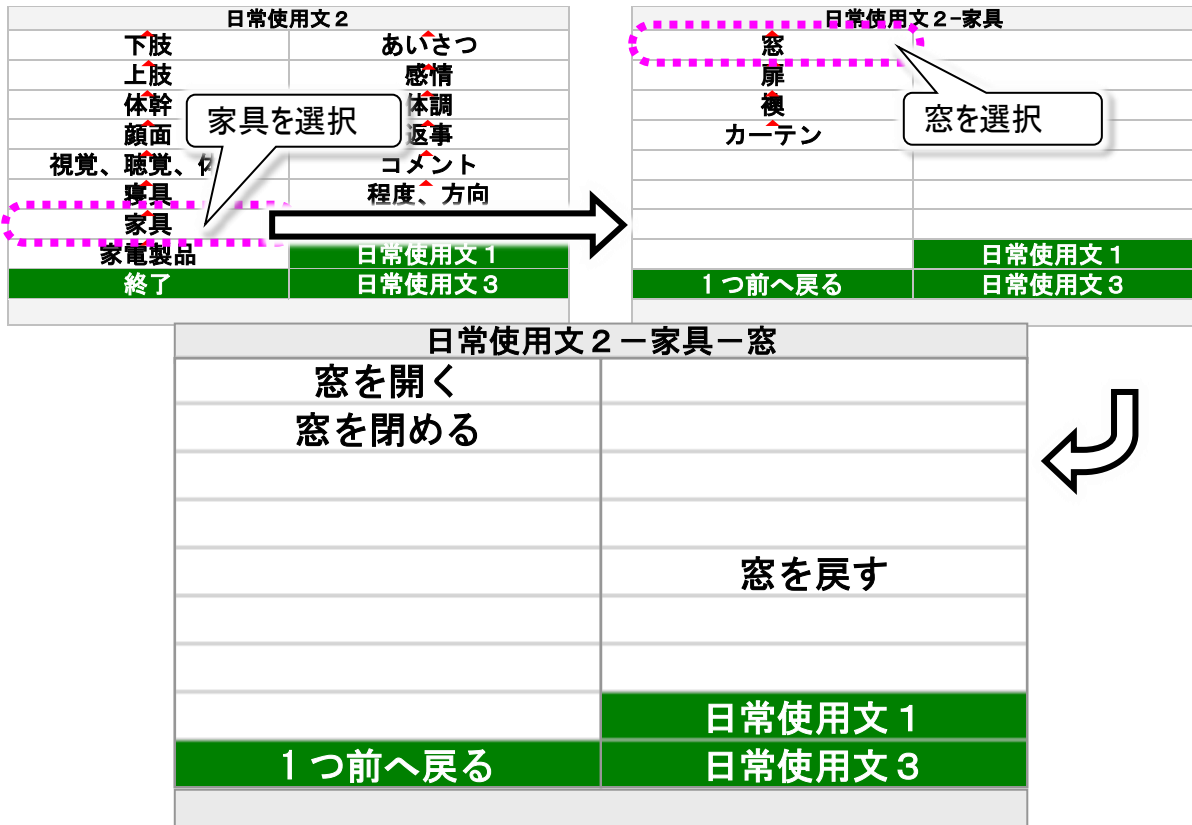 日常使用文２
下肢 あいさつ
上肢 感情
体幹 体調
顔面 返事
視覚、聴覚、 コメント
寝具 程度、方向
家具
家電製品 日常使用文１
終了 日常使用文３
家具を選択
日常使用文２-家具
窓
扉
襖
カーテン
日常使用文１
１つ前へ戻る 日常使用文３
窓を選択
日常使用文２－家具－窓
窓を開く
窓を閉める
窓を戻す
日常使用文１
１つ前へ戻る 日常使用文３